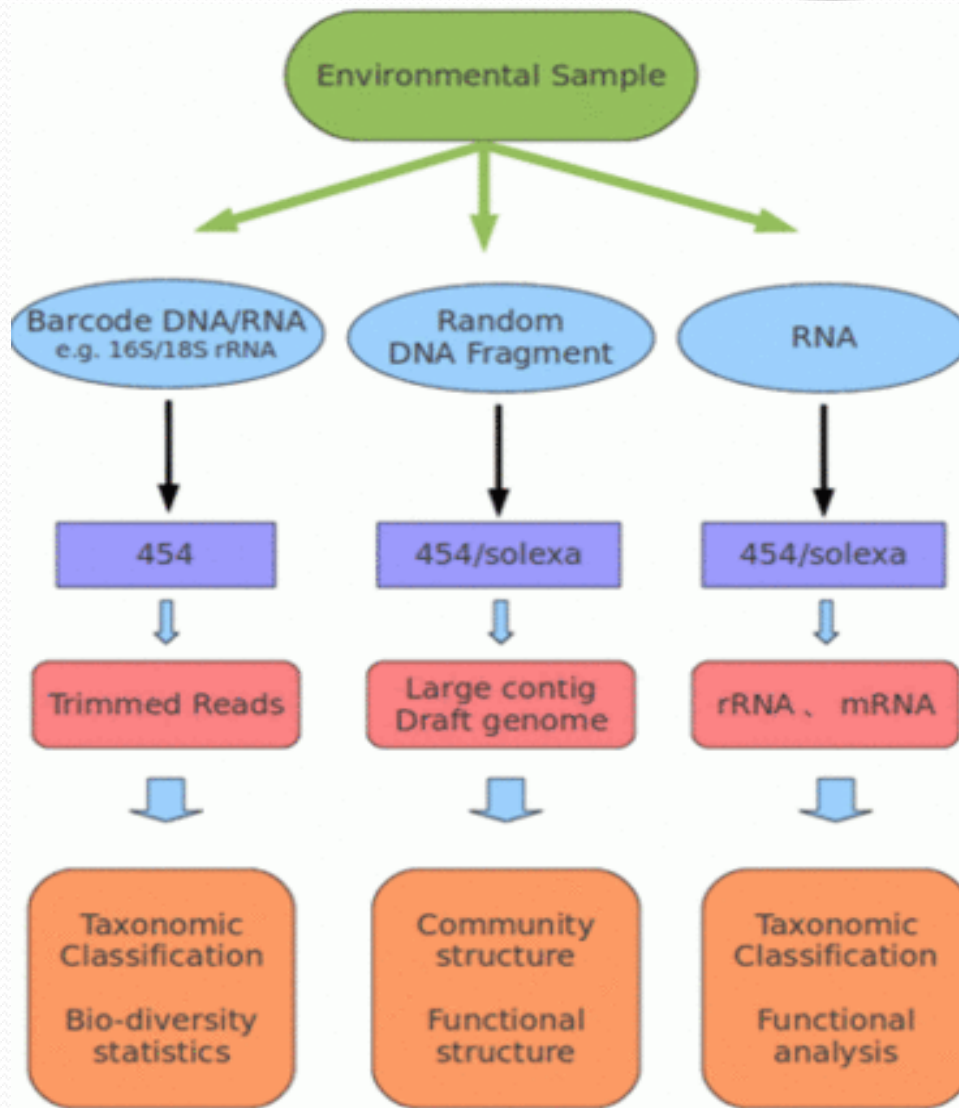 Environmental Sample
Barcode DNA/RNA
e.g. 16S/18S rRNA
Random
DNA Fragment
RNA
454
454/solexa
454/solexa
Trimmed Reads
Large contig
Draft genome
rRNA 、 mRNA
Taxonomic
Classification
Bio-diversity
statistics
Community
structure
Functional
structure
Taxonomic
Classification
Functional
analysis